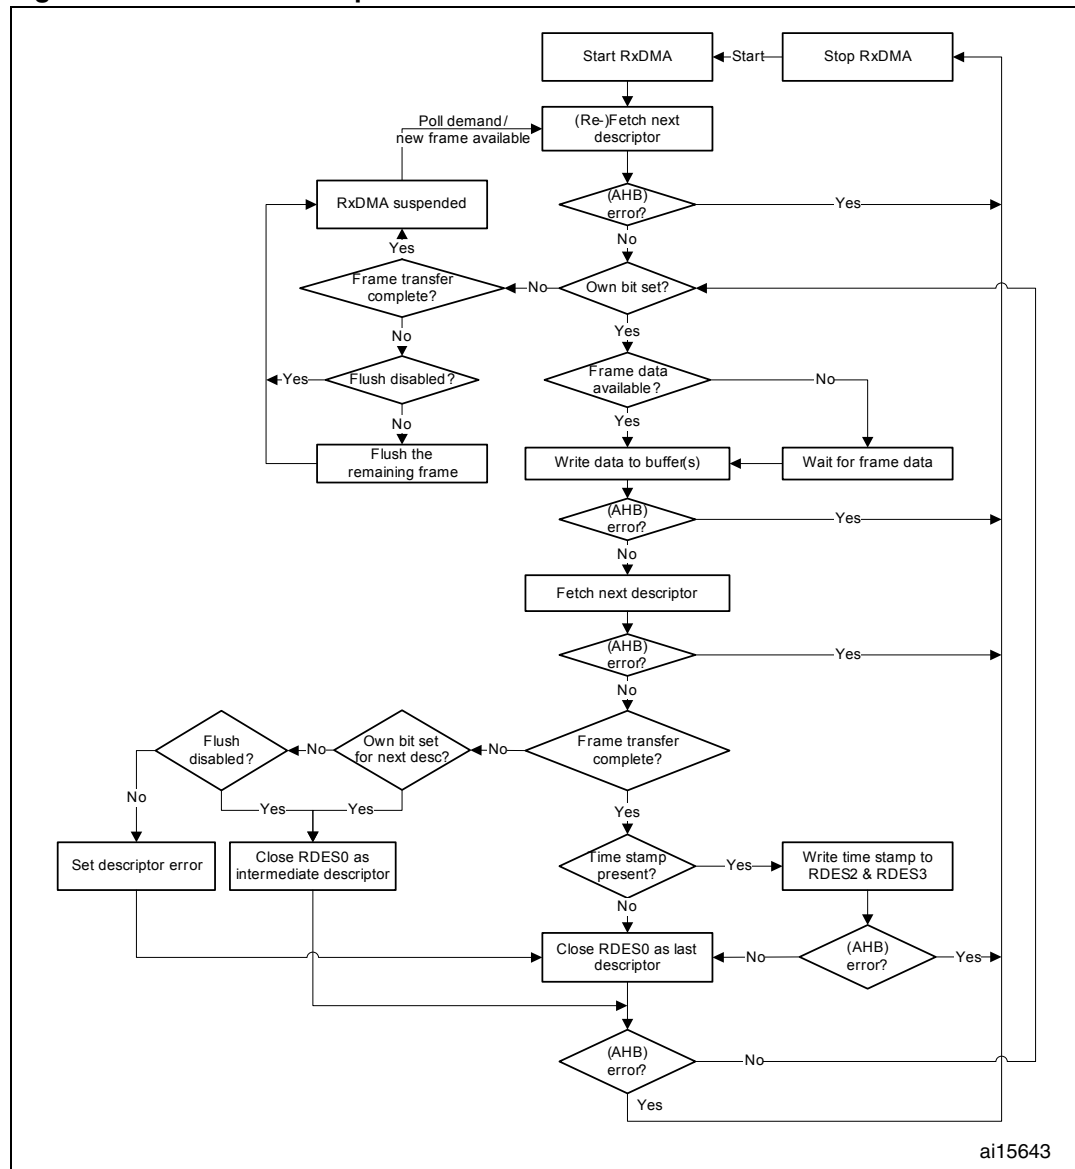 Start RxDMA
Start
Stop RxDMA
Poll demand/
new frame available
(Re-)Fetch next
descriptor
RxDMA suspended
(AHB)
error?
Yes
No
Yes
Frame transfer
complete?
No
Own bit set?
No
Yes
Yes
Flush disabled?
Frame data
available?
No
No
Yes
Flush the
remaining frame
Write data to buffer(s)
Wait for frame data
(AHB)
error?
Yes
No
Fetch next descriptor
(AHB)
error?
Yes
No
Flush
disabled?
No
Own bit set
for next desc?
No
Frame transfer
complete?
No
Yes
Yes
Yes
Set descriptor error
Close RDES0 as
intermediate descriptor
Time stamp
present?
Yes
Write time stamp to
RDES2 & RDES3
No
Close RDES0 as last
descriptor
No
(AHB)
error?
Yes
(AHB)
error?
No
Yes
ai15643